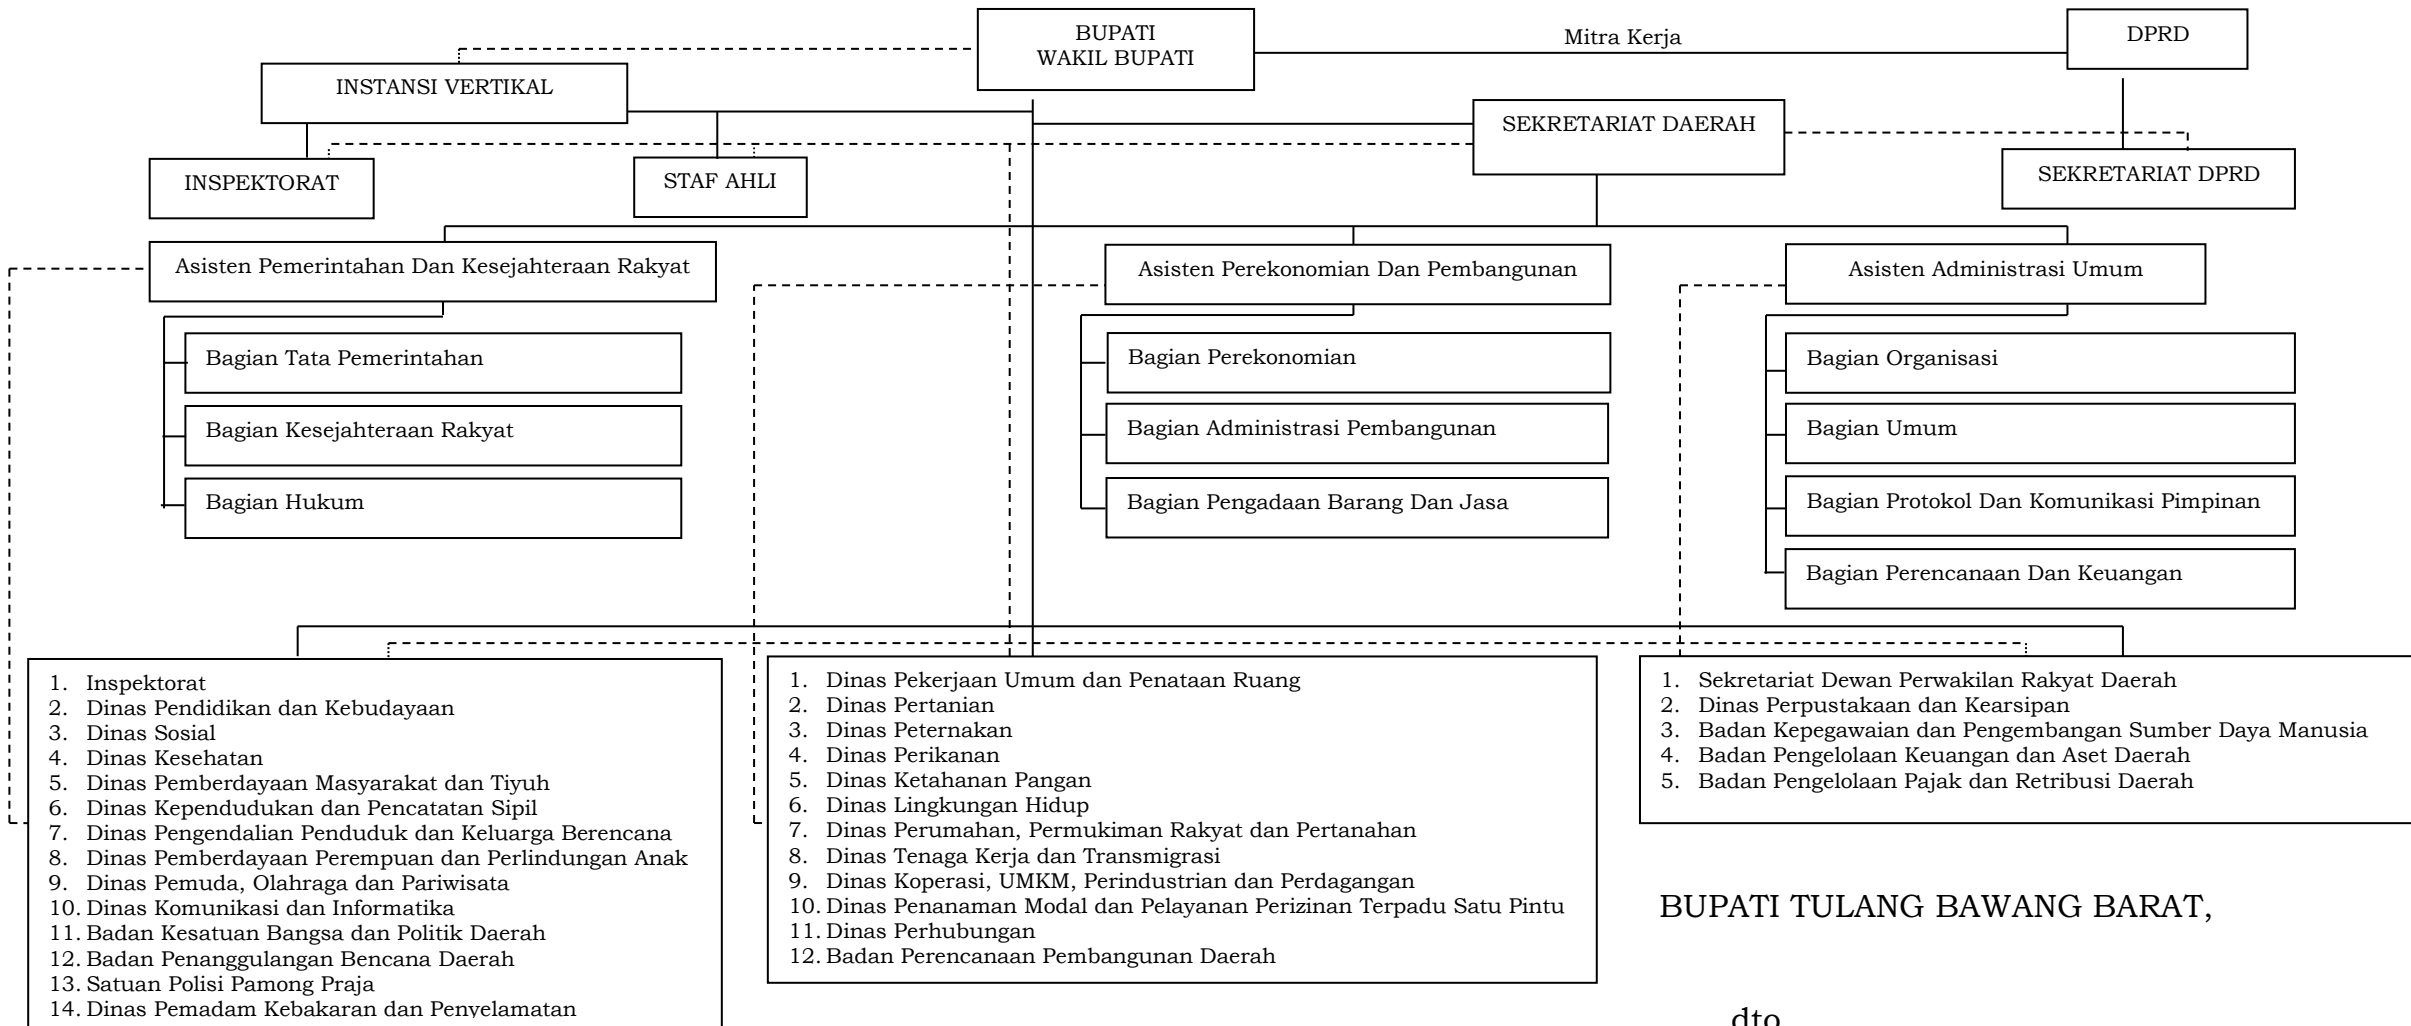 BUPATI
WAKIL BUPATI
Mitra Kerja
DPRD
INSTANSI VERTIKAL
SEKRETARIAT DAERAH
INSPEKTORAT
STAF AHLI
SEKRETARIAT DPRD
Asisten Pemerintahan Dan Kesejahteraan Rakyat
Asisten Perekonomian Dan Pembangunan
Asisten Administrasi Umum
Bagian Tata Pemerintahan
Bagian Kesejahteraan Rakyat
Bagian Hukum
Bagian Perekonomian
Bagian Administrasi Pembangunan
Bagian Pengadaan Barang Dan Jasa
Bagian Organisasi
Bagian Umum
Bagian Protokol Dan Komunikasi Pimpinan
Bagian Perencanaan Dan Keuangan
1. Inspektorat
2. Dinas Pendidikan dan Kebudayaan
3. Dinas Sosial
4. Dinas Kesehatan
5. Dinas Pemberdayaan Masyarakat dan Tiyuh
6. Dinas Kependudukan dan Pencatatan Sipil
7. Dinas Pengendalian Penduduk dan Keluarga Berencana
8. Dinas Pemberdayaan Perempuan dan Perlindungan Anak
9. Dinas Pemuda, Olahraga dan Pariwisata
10. Dinas Komunikasi dan Informatika
11. Badan Kesatuan Bangsa dan Politik Daerah
12. Badan Penanggulangan Bencana Daerah
13. Satuan Polisi Pamong Praja
14. Dinas Pemadam Kebakaran dan Penyelamatan
1. Dinas Pekerjaan Umum dan Penataan Ruang
2. Dinas Pertanian
3. Dinas Peternakan
4. Dinas Perikanan
5. Dinas Ketahanan Pangan
6. Dinas Lingkungan Hidup
7. Dinas Perumahan, Permukiman Rakyat dan Pertanahan
8. Dinas Tenaga Kerja dan Transmigrasi
9. Dinas Koperasi, UMKM, Perindustrian dan Perdagangan
10. Dinas Penanaman Modal dan Pelayanan Perizinan Terpadu Satu Pintu
11. Dinas Perhubungan
12. Badan Perencanaan Pembangunan Daerah
1. Sekretariat Dewan Perwakilan Rakyat Daerah
2. Dinas Perpustakaan dan Kearsipan
3. Badan Kepegawaian dan Pengembangan Sumber Daya Manusia
4. Badan Pengelolaan Keuangan dan Aset Daerah
5. Badan Pengelolaan Pajak dan Retribusi Daerah
BUPATI TULANG BAWANG BARAT,
dto